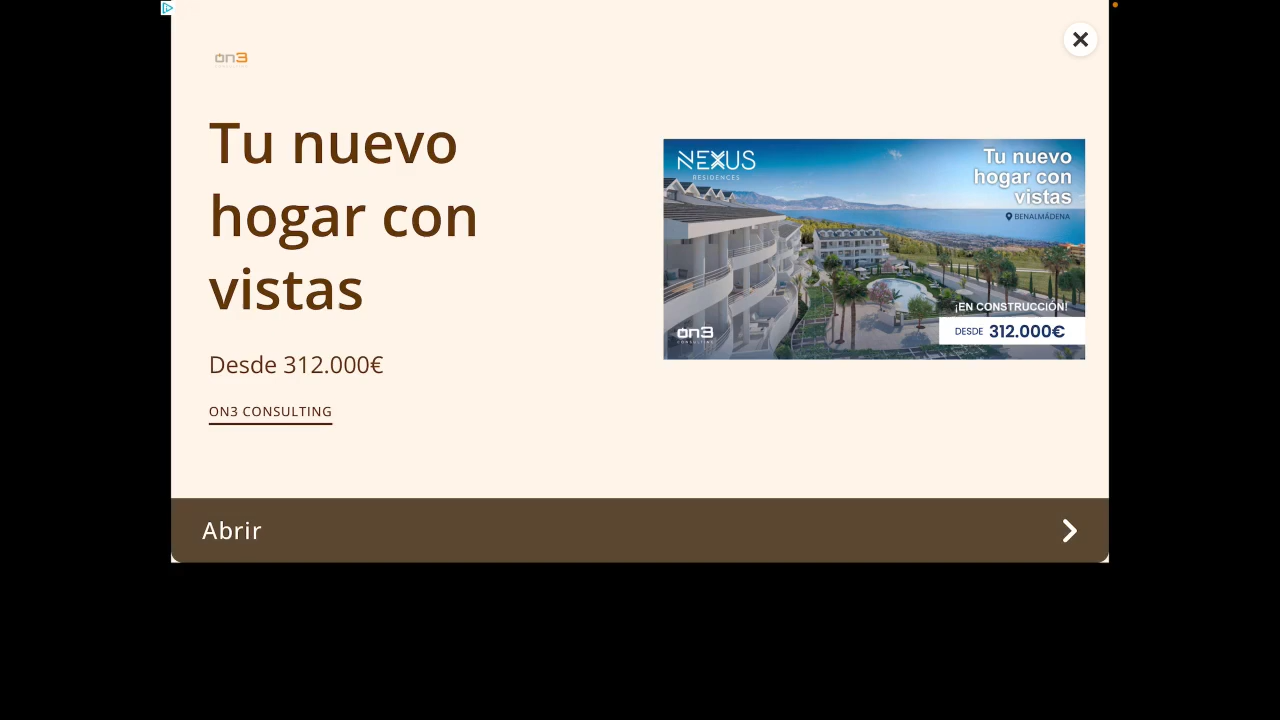 on3
Tu nuevo
hogar con
vistas
Desde 312.000€
ON3 CONSULTING
NEXUS
RESIDENCES
Tu nuevo
hogar con
vistas
BENALMÁDENA
¡EN CONSTRUCCIÓN!
DESDE 312.000€
on3
CONSULTING
Abrir